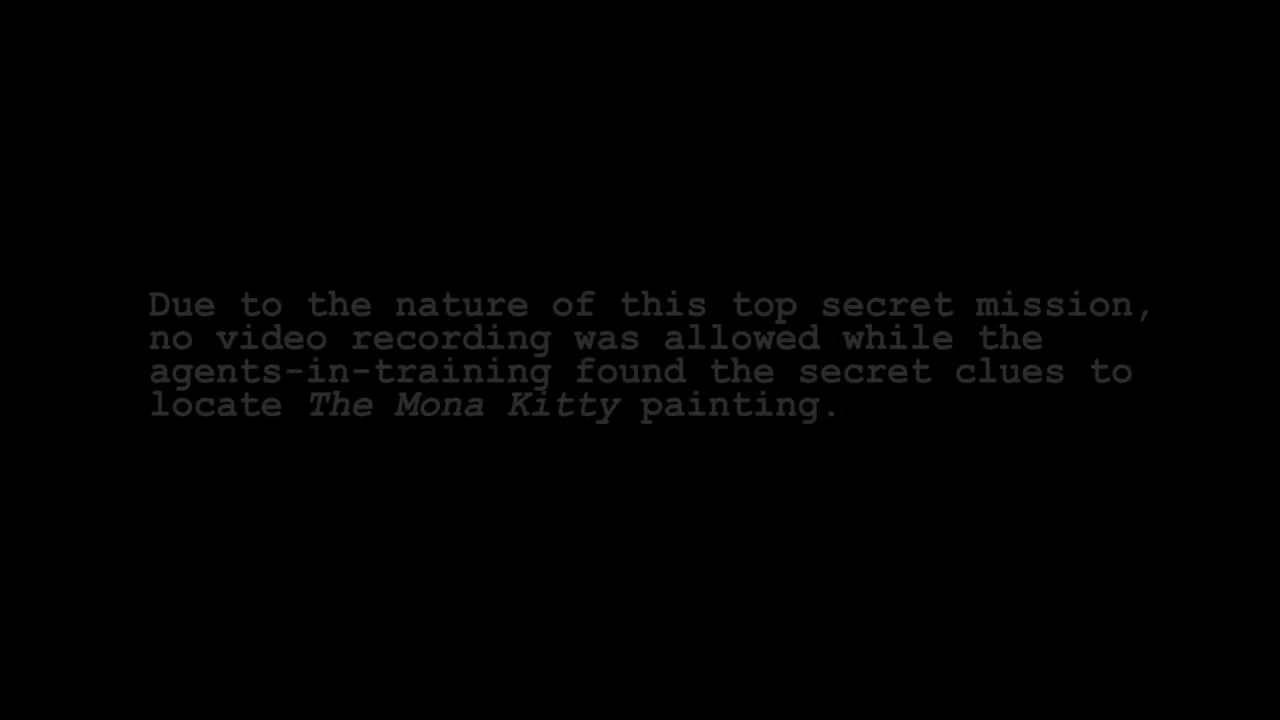 Due to the nature of this top secret mission,
no video recording was allowed while the
agents-in-training found the secret clues to
locate The Mona Kitty painting.